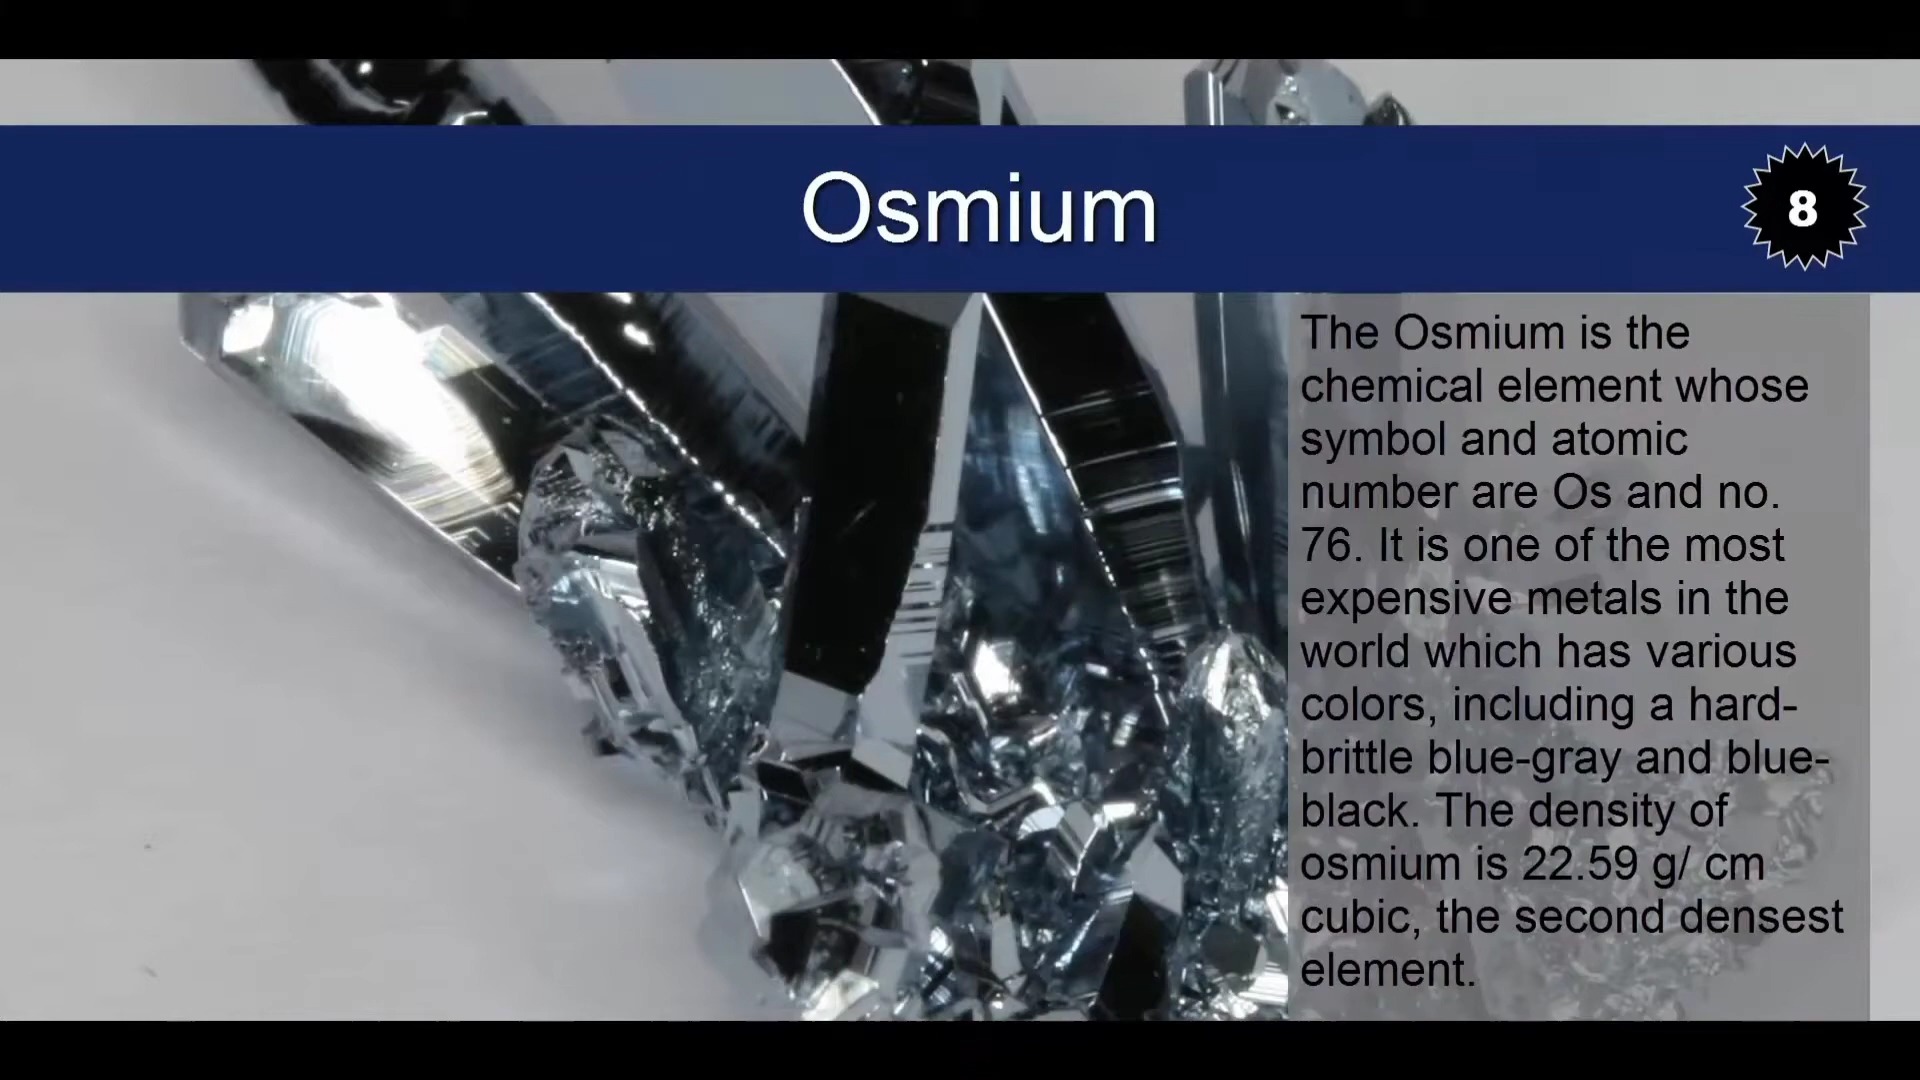 Osmium
8
The Osmium is the
chemical element whose
symbol and atomic
number are Os and no.
76. It is one of the most
expensive metals in the
world which has various
colors, including a hard-
brittle blue-gray and blue-
black. The density of
osmium is 22.59 g/ cm
cubic, the second densest
element.